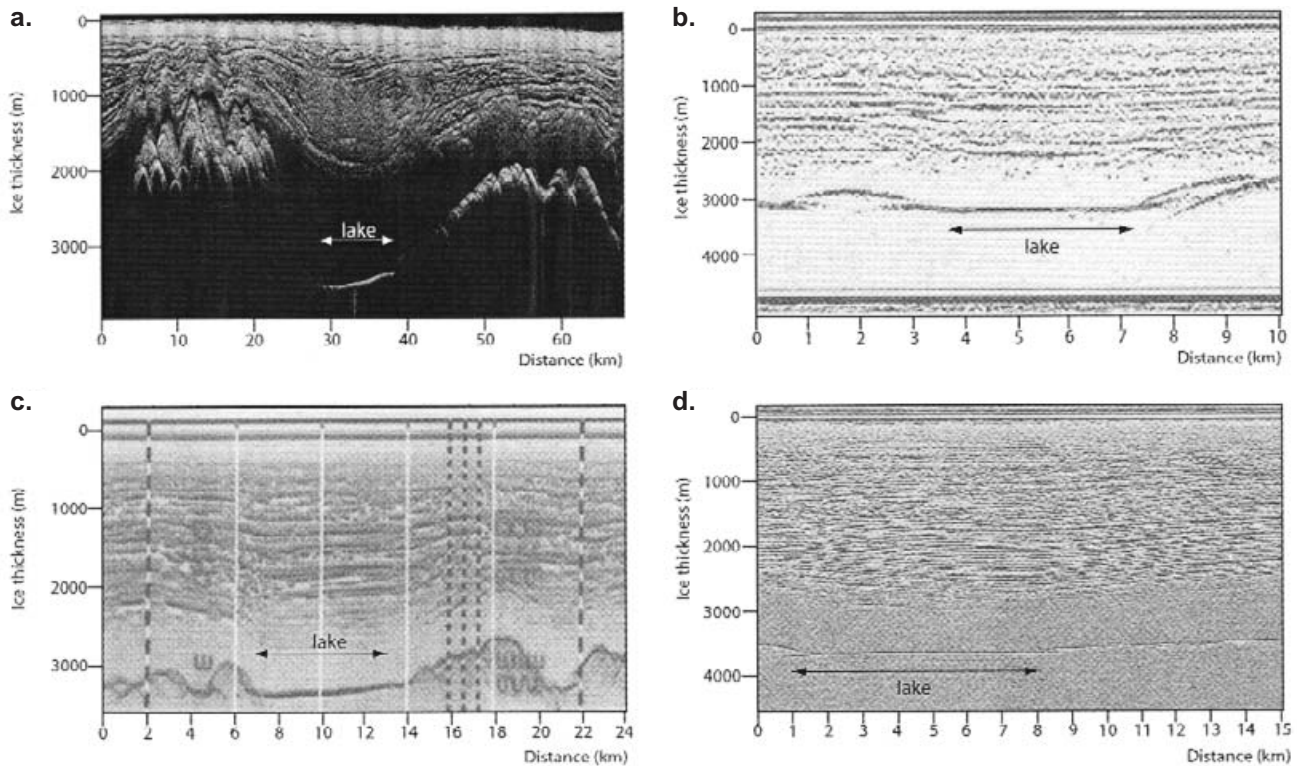 a.
Ice thickness (m)
0
1000
2000
3000
lake
0 10 20 30 40 50 60
Distance (km)
b.
Ice thickness (m)
0
1000
2000
3000
4000
lake
0 1 2 3 4 5 6 7 8 9 10
Distance (km)
c.
Ice thickness (m)
0
1000
2000
3000
lake
0 2 4 6 8 10 12 14 16 18 20 22 24
Distance (km)
d.
Ice thickness (m)
0
1000
2000
3000
4000
lake
0 1 2 3 4 5 6 7 8 9 10 11 12 13 14 15
Distance (km)